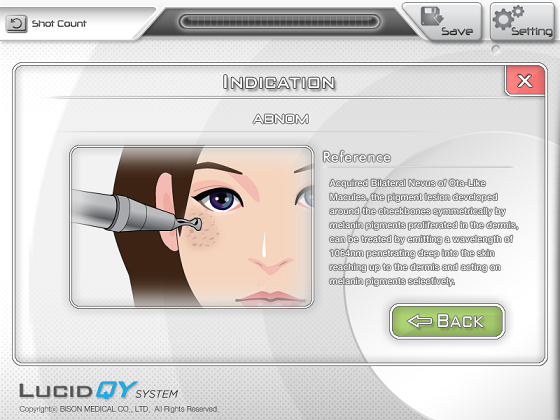 Shot Count
Save
Setting
INDICATION
X
ABNOM
Reference
Acquired Bilateral Nevus of Ota-Like
Macules, the pigment lesion developed
around the cheekbones symmetrically by
melanin pigments proliferated in the dermis,
can be treated by emitting a wavelength of
1064nm penetrating deep into the skin
reaching up to the dermis and acting on
melanin pigments selectively.
BACK
LUCID QY SYSTEM
Copyright© BISON MEDICAL CO., LTD, All Rights Reserved.